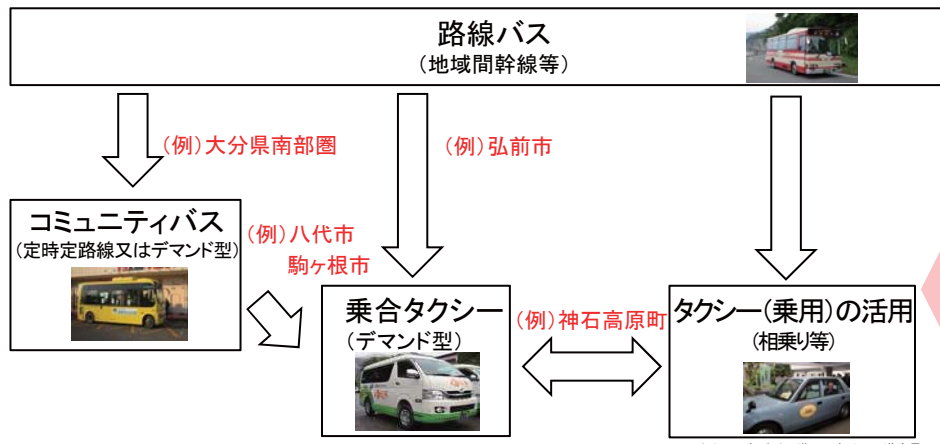 路線バス
(地域間幹線等)
(例)大分県南部圏
(例)弘前市
コミュニティバス
(定時定路線又はデマンド型)
(例)八代市
駒ヶ根市
乗合タクシー
(デマンド型)
(例)神石高原町
タクシー(乗用)の活用
(相乗り等)